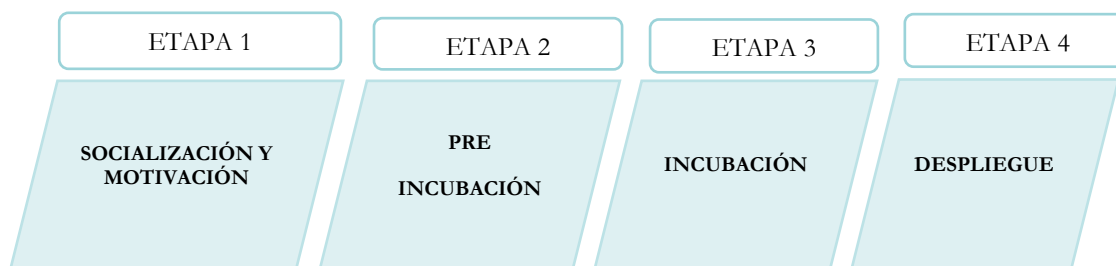 ETAPA 1
SOCIALIZACIÓN Y
MOTIVACIÓN
ETAPA 2
PRE
INCUBACIÓN
ETAPA 3
INCUBACIÓN
ETAPA 4
DESPLIEGUE